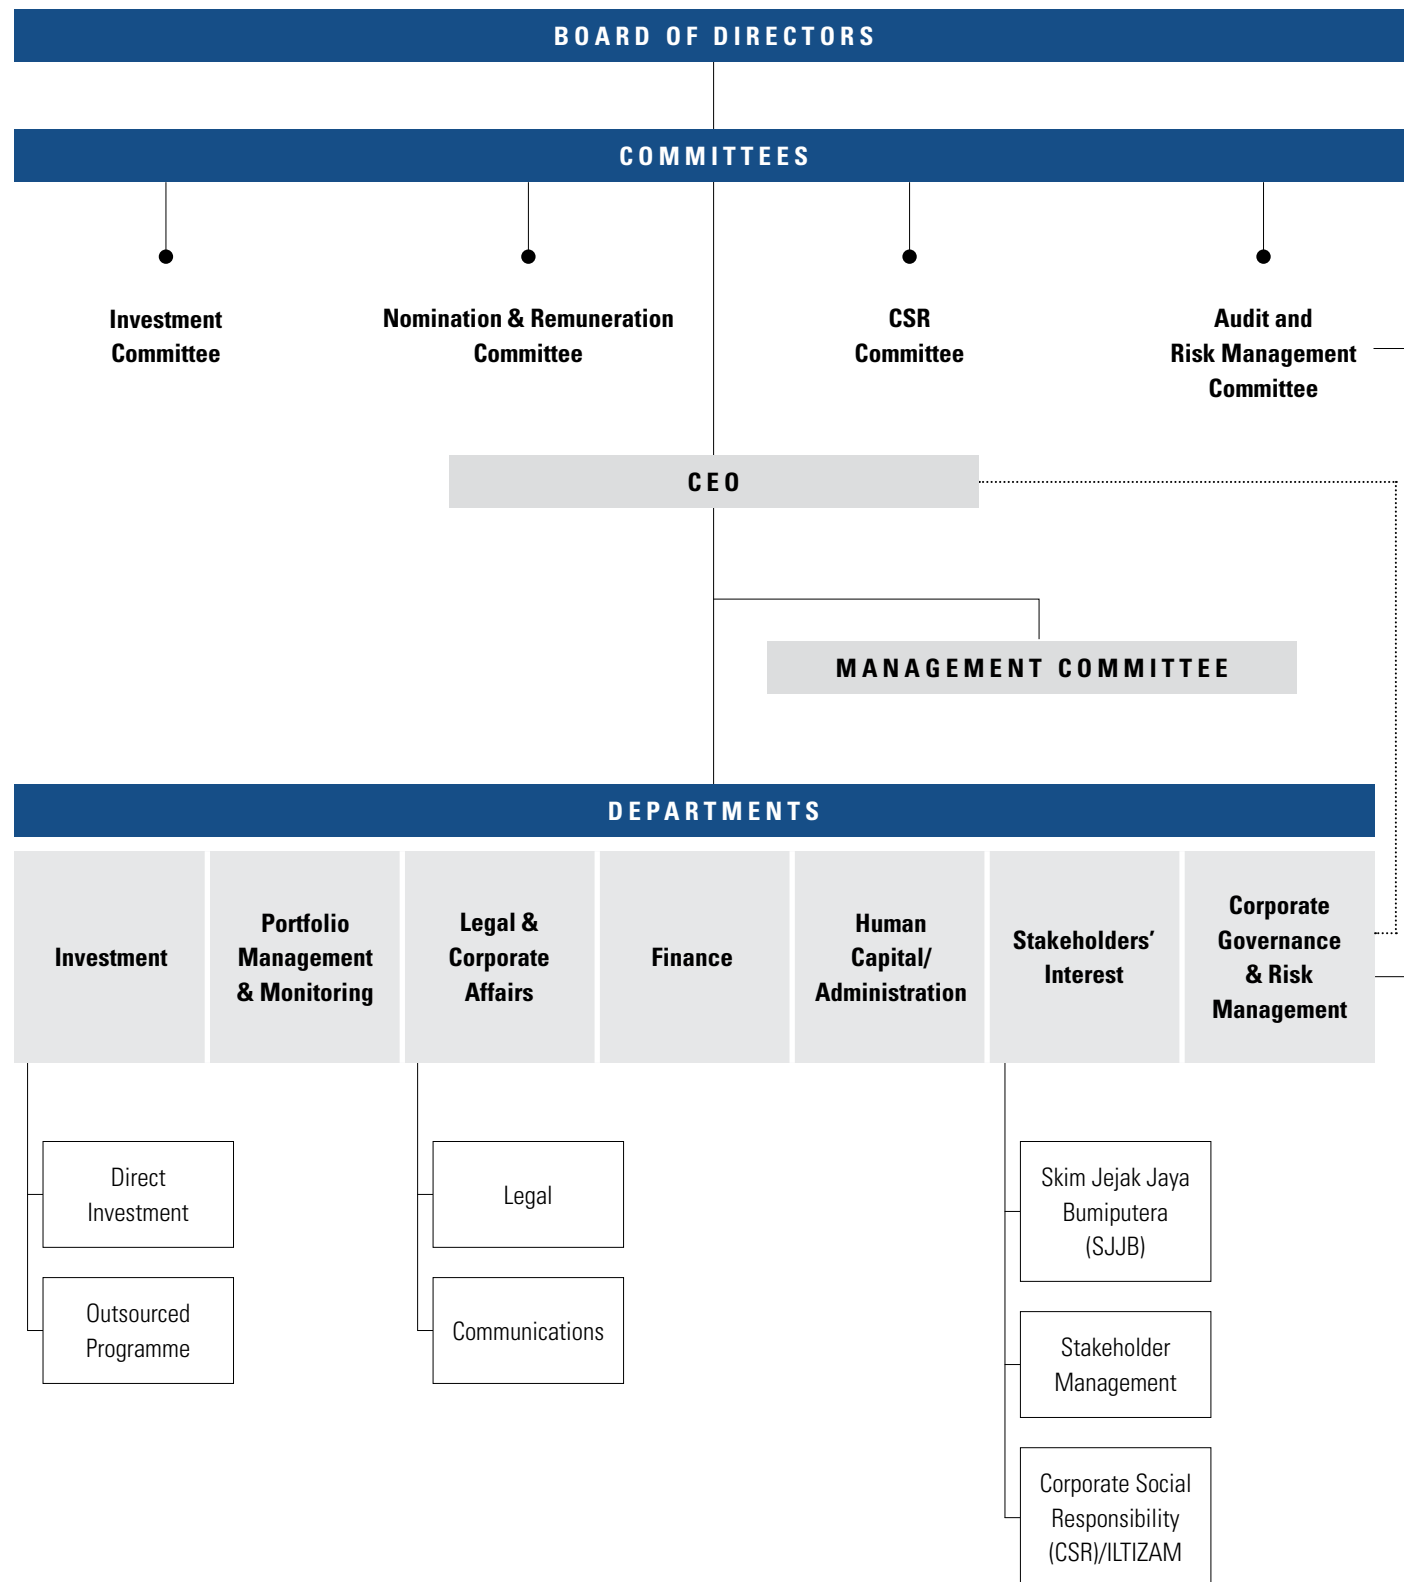 BOARD OF DIRECTORS
COMMITTEES
Investment
Committee
Nomination & Remuneration
Committee
CSR
Committee
Audit and
Risk Management
Committee
CEO
MANAGEMENT COMMITTEE
DEPARTMENTS
Investment
Portfolio
Management
& Monitoring
Legal &
Corporate
Affairs
Finance
Human
Capital/
Administration
Stakeholders’
Interest
Corporate
Governance
& Risk
Management
Direct
Investment
Outsourced
Programme
Legal
Communications
Skim Jejak Jaya
Bumiputera
(SJJB)
Stakeholder
Management
Corporate Social
Responsibility
(CSR)/ILTIZAM